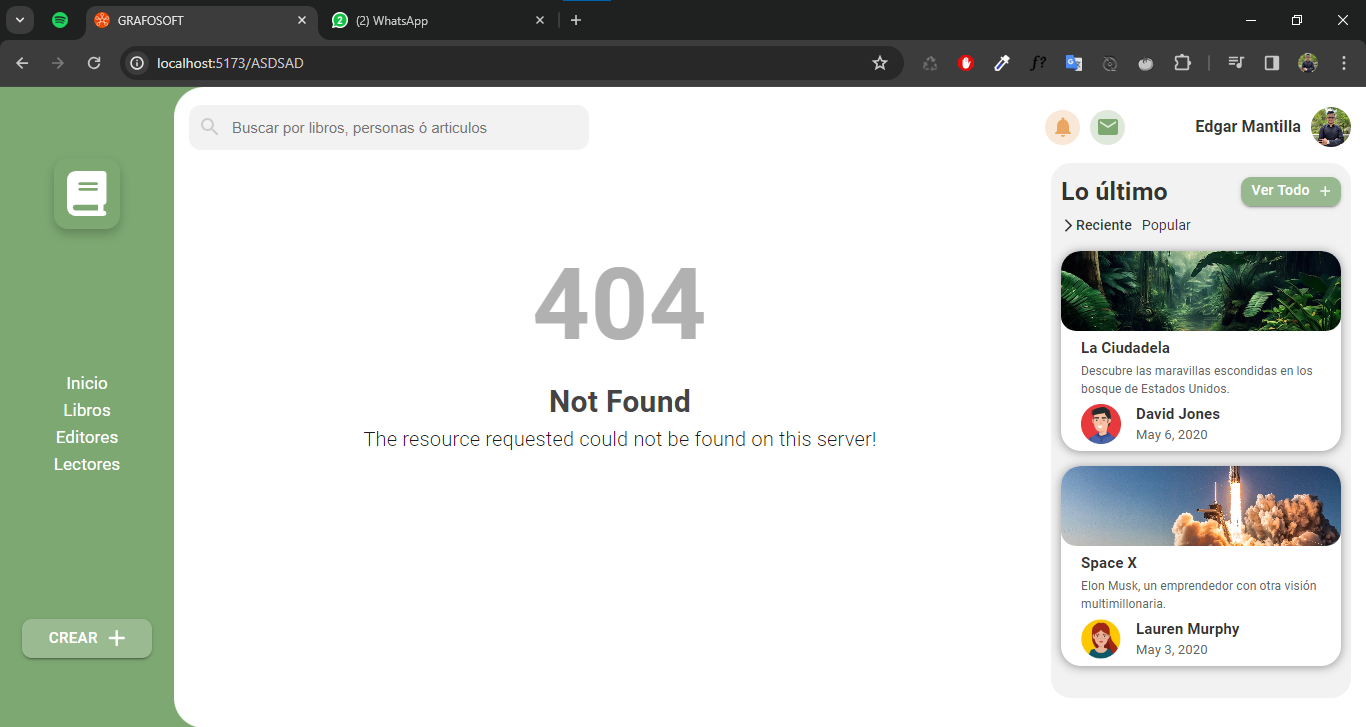 GRAFOSOFT
2
(2) WhatsApp
localhost:5173/ASDSAD
f?
Buscar por libros, personas ó articulos
Edgar Mantilla
Inicio
Libros
Editores
Lectores
CREAR
404
Not Found
The resource requested could not be found on this server!
Lo último
Ver Todo
Reciente Popular
La Ciudadela
Descubre las maravillas escondidas en los
bosque de Estados Unidos.
David Jones
May 6, 2020
Space X
Elon Musk, un emprendedor con otra visión
multimillonaria.
Lauren Murphy
May 3, 2020